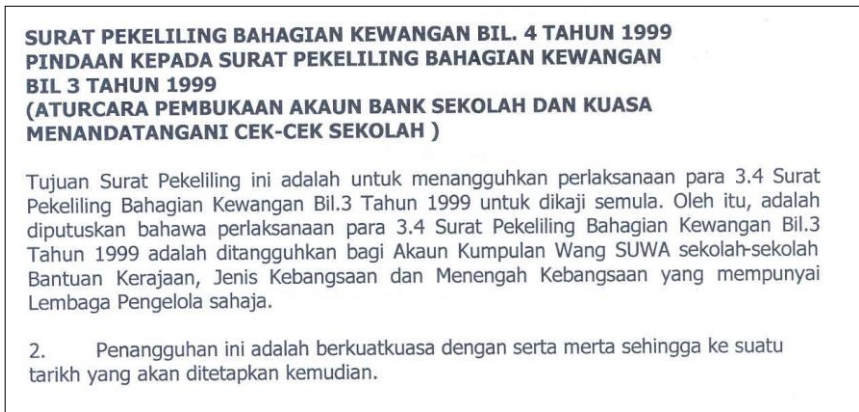 SURAT PEKELILING BAHAGIAN KEWANGAN BIL. 4 TAHUN 1999
PINDAAN KEPADA SURAT PEKELILING BAHAGIAN KEWANGAN
BIL 3 TAHUN 1999
(ATURCARA PEMBUKAAN AKAUN BANK SEKOLAH DAN KUASA
MENANDATANGANI CEK-CEK SEKOLAH )
Tujuan Surat Pekeliling ini adalah untuk menangguhkan perlaksanaan para 3.4 Surat
Pekeliling Bahagian Kewangan Bil.3 Tahun 1999 untuk dikaji semula. Oleh itu, adalah
diputuskan bahawa perlaksanaan para 3.4 Surat Pekeliling Bahagian Kewangan Bil.3
Tahun 1999 adalah ditangguhkan bagi Akaun Kumpulan Wang SUWA sekolah-sekolah
Bantuan Kerajaan, Jenis Kebangsaan dan Menengah Kebangsaan yang mempunyai
Lembaga Pengelola sahaja.
2. Penangguhan ini adalah berkuatkuasa dengan serta merta sehingga ke suatu
tarikh yang akan ditetapkan kemudian.